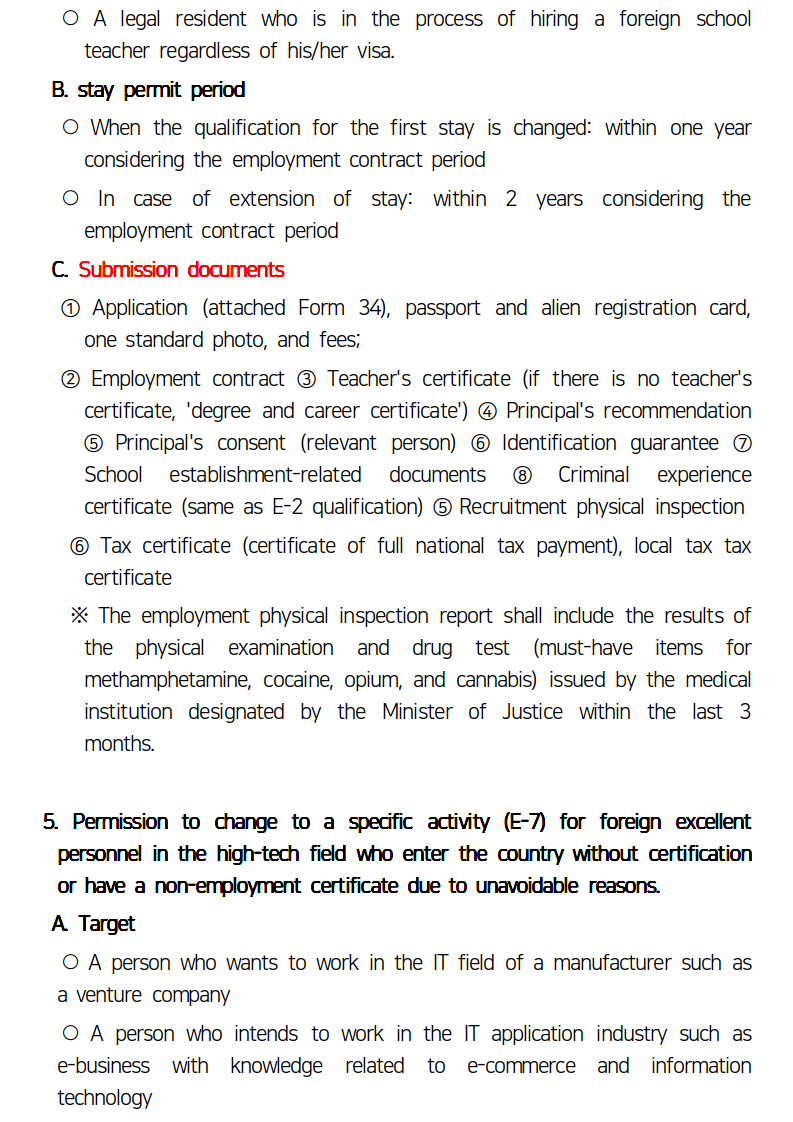 ○ A legal resident who is in the process of hiring a foreign school
teacher regardless of his/her visa.
B. stay permit period
○ When the qualification for the first stay is changed: within one year
considering the employment contract period
○ In case of extension of stay: within 2 years considering the
employment contract period
C. Submission documents
① Application (attached Form 34), passport and alien registration card,
one standard photo, and fees;
② Employment contract ③ Teacher's certificate (if there is no teacher's
certificate, 'degree and career certificate') ④ Principal's recommendation
⑤ Principal's consent (relevant person) ⑥ Identification guarantee ⑦
School establishment-related documents ⑧ Criminal experience
certificate (same as E-2 qualification) ⑤ Recruitment physical inspection
⑥ Tax certificate (certificate of full national tax payment), local tax tax
certificate
※ The employment physical inspection report shall include the results of
the physical examination and drug test (must-have items for
methamphetamine, cocaine, opium, and cannabis) issued by the medical
institution designated by the Minister of Justice within the last 3
months.
5. Permission to change to a specific activity (E-7) for foreign excellent
personnel in the high-tech field who enter the country without certification
or have a non-employment certificate due to unavoidable reasons.
A. Target
○ A person who wants to work in the IT field of a manufacturer such as
a venture company
○ A person who intends to work in the IT application industry such as
e-business with knowledge related to e-commerce and information
technology